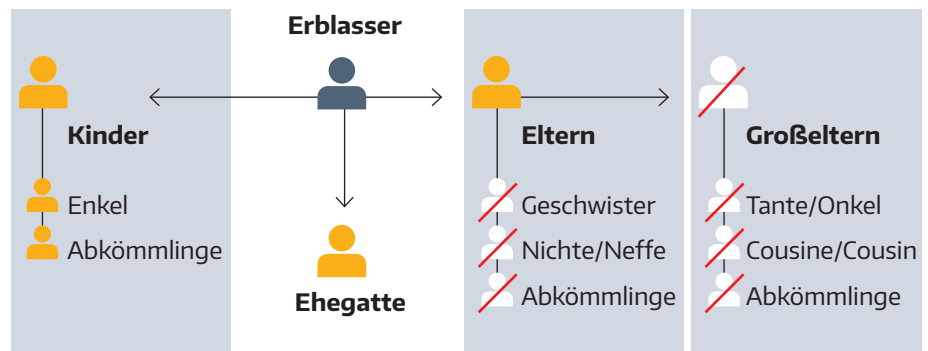 Erblasser
Kinder
Enkel
Abkömmlinge
Ehegatte
Eltern
Geschwister
Nichte/Neffe
Abkömmlinge
Großeltern
Tante/Onkel
Cousine/Cousin
Abkömmlinge